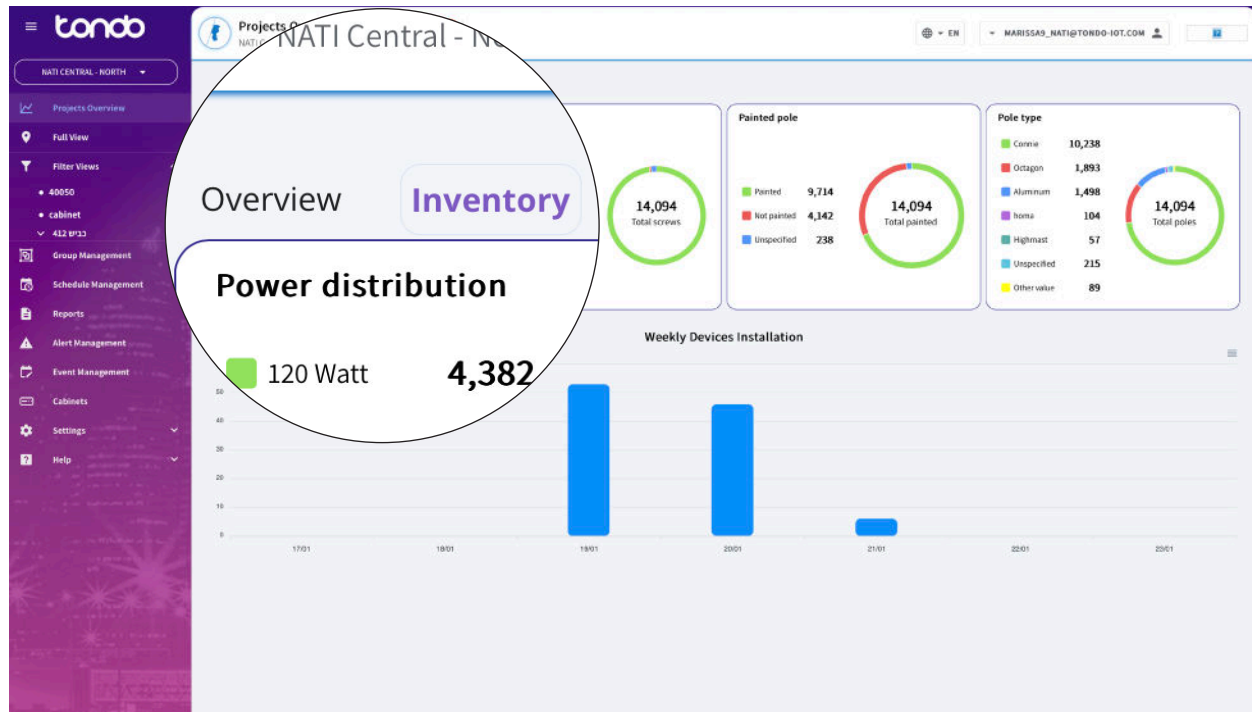 tondo
NATI CENTRAL - NORTH
Projects Overview
Full View
Filter Views
40050
cabinet
כביש 412
Group Management
Schedule Management
Reports
Alert Management
Event Management
Cabinets
Settings
Help
Projects
NATI Central -
EN
MARISSA9_NATI@TONDO-IOT.COM
Overview
Inventory
Power distribution
120 Watt 4,382
14,094
Total screws
Painted pole
Painted 9,714
Not painted 4,142
Unspecified 238
14,094
Total painted
Pole type
Connie 10,238
Octagon 1,893
Aluminum 1,498
homa 104
Highmast 57
Unspecified 215
Other value 89
14,094
Total poles
Weekly Devices Installation
50
40
30
20
10
0
17/01 18/01 19/01 20/01 21/01 22/01 23/01